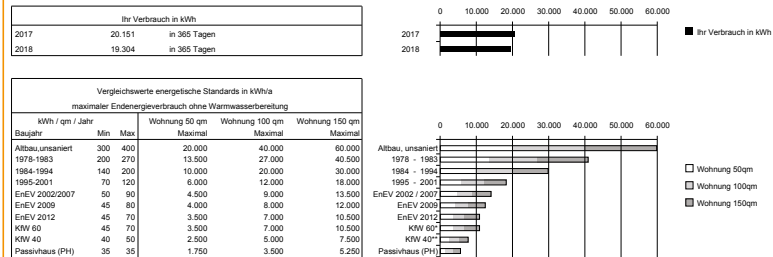 Ihr Verbrauch in kWh
2017 20.151 in 365 Tagen
2018 19.304 in 365 Tagen
0 10.000 20.000 30.000 40.000 50.000 60.000
2017
2018
Ihr Verbrauch in kWh
Vergleichswerte energetische Standards in kWh/a
maximaler Endenergieverbrauch ohne Warmwasserbereitung
kWh / qm / Jahr Wohnung 50 qm Wohnung 100 qm Wohnung 150 qm
Baujahr Min Max Maximal Maximal Maximal
Altbau,unsaniert 300 400 20.000 40.000 60.000
1978-1983 200 270 13.500 27.000 40.500
1984-1994 140 200 10.000 20.000 30.000
1995-2001 70 120 6.000 12.000 18.000
EnEV 2002/2007 50 90 4.500 9.000 13.500
EnEV 2009 45 80 4.000 8.000 12.000
EnEV 2012 45 70 3.500 7.000 10.500
KfW 60 45 70 3.500 7.000 10.500
KfW 40 40 50 2.500 5.000 7.500
Passivhaus (PH) 35 35 1.750 3.500 5.250
0 10.000 20.000 30.000 40.000 50.000 60.000
Altbau, unsaniert
1978 - 1983
1984 - 1994
1995 - 2001
EnEV 2002 / 2007
EnEV 2009
EnEV 2012
KfW 60*
KfW 40**
Passivhaus (PH)
Wohnung 50qm
Wohnung 100qm
Wohnung 150qm